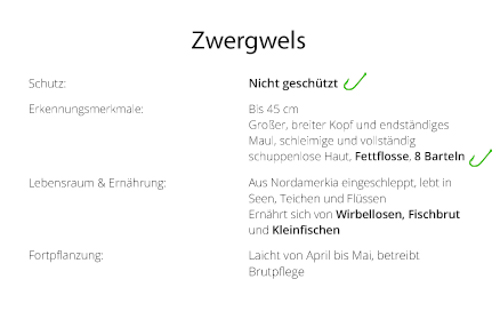 Zwergwels
Schutz: Nicht geschützt
Erkennungsmerkmale: Bis 45 cm
Großer, breiter Kopf und endständiges
Maul, schleimige und vollständig
schuppenlose Haut, Fettflosse, 8 Barteln
Lebensraum & Ernährung: Aus Nordamerkia eingeschleppt, lebt in
Seen, Teichen und Flüssen
Ernährt sich von Wirbellosen, Fischbrut
und Kleinfischen
Fortpflanzung: Laicht von April bis Mai, betreibt
Brutpflege